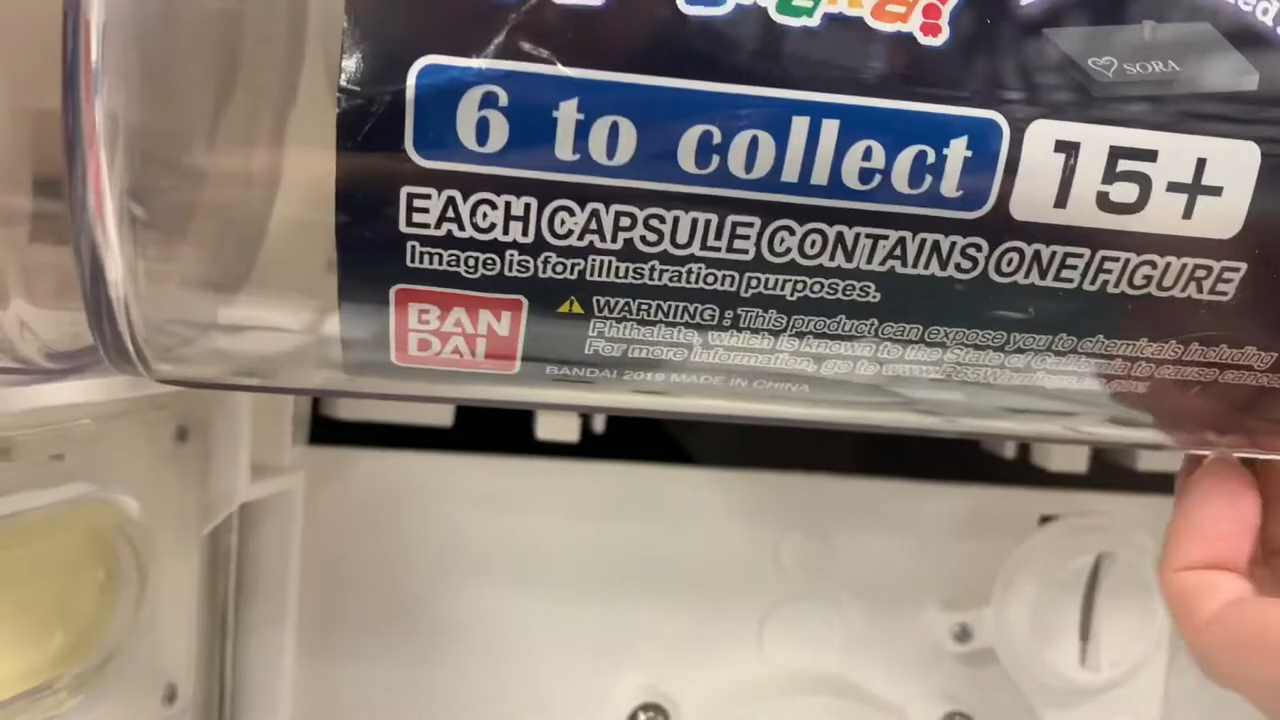 SORA
6 to collect
15+
EACH CAPSULE CONTAINS ONE FIGURE
Image is for illustration purposes.
BAN
DAI
WARNING : This product can expose you to chemicals including
Phthalate, which is known to the State of California to cause cancer
For more information, go to
BANDAI 2019 MADE IN CHINA